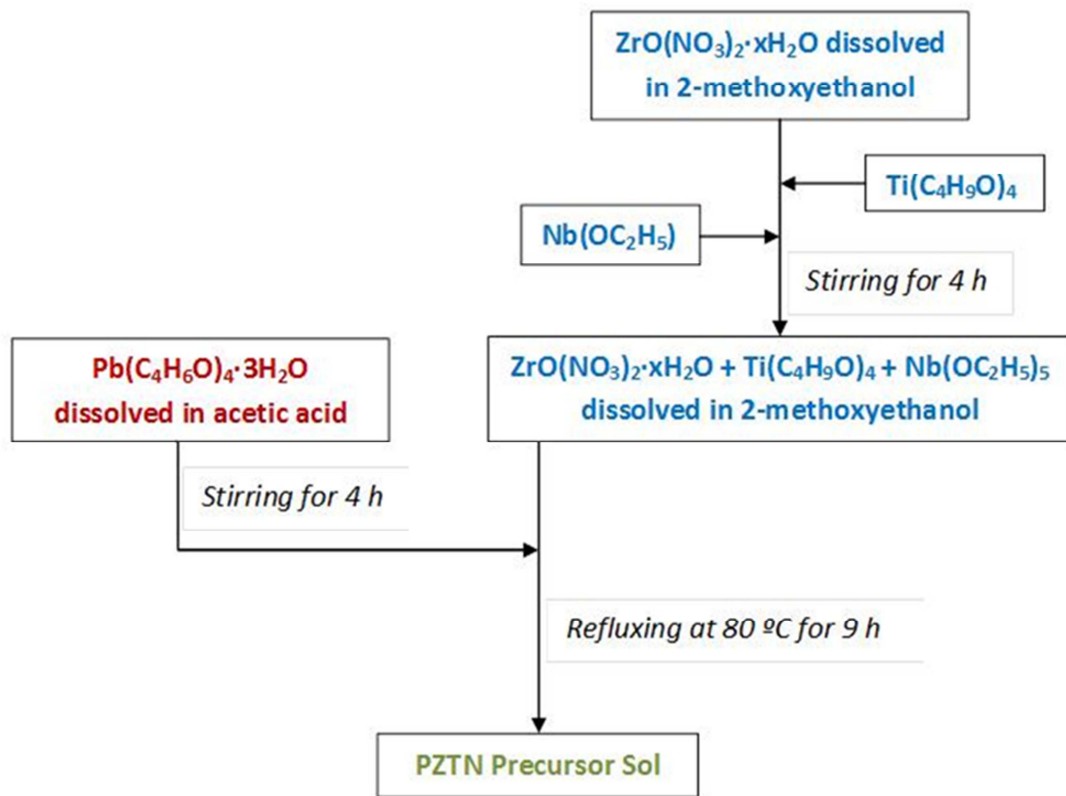 ZrO(NO₃)₂·xH₂O dissolved
in 2-methoxyethanol
Ti(C₄H₉O)₄
Nb(OC₂H₅)
Stirring for 4 h
Pb(C₄H₆O)₄·3H₂O
dissolved in acetic acid
ZrO(NO₃)₂·xH₂O + Ti(C₄H₉O)₄ + Nb(OC₂H₅)₅
dissolved in 2-methoxyethanol
Stirring for 4 h
Refluxing at 80 ºC for 9 h
PZTN Precursor Sol